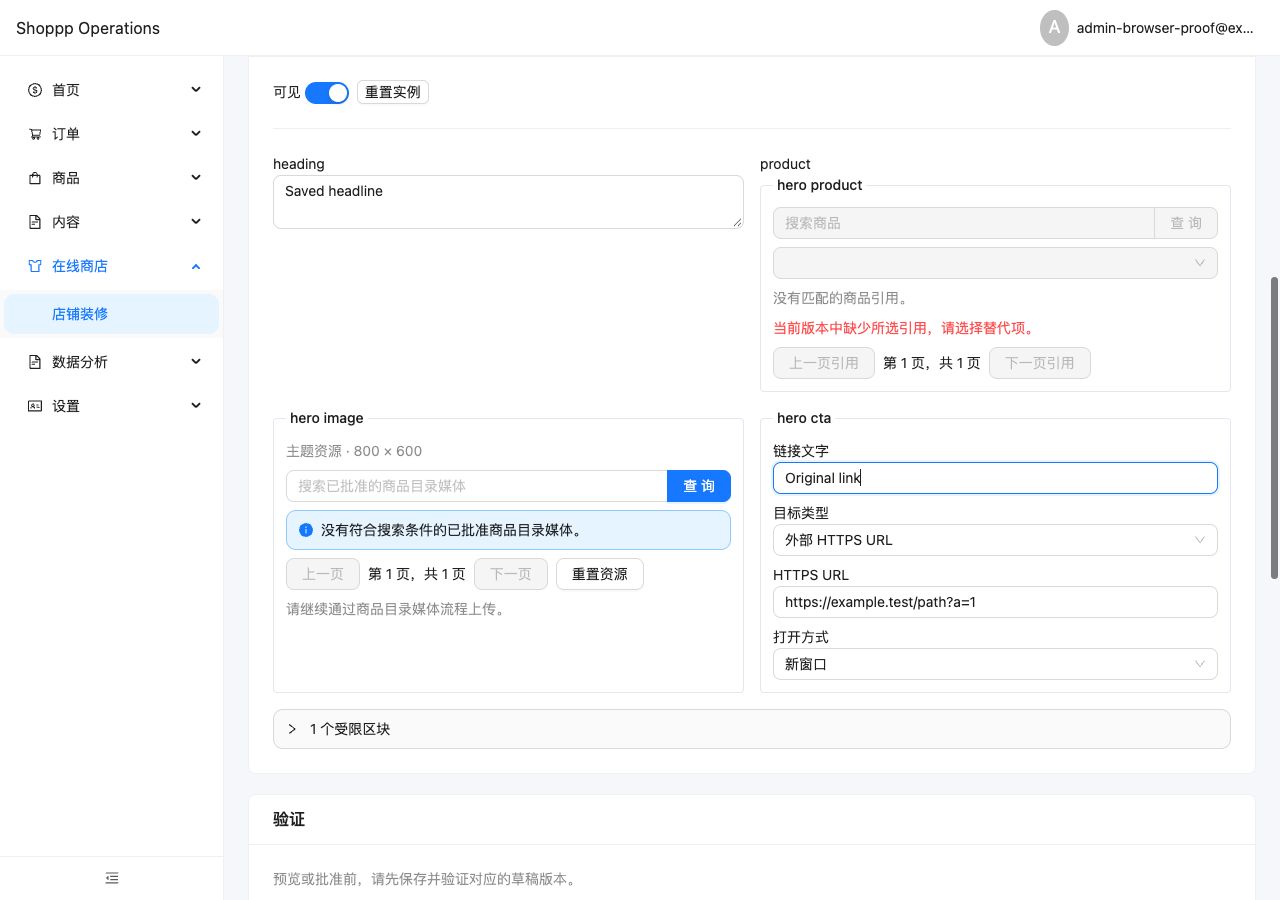 Shoppp Operations
A
admin-browser-proof@ex...
首页
订单
商品
内容
在线商店
店铺装修
数据分析
设置
可见
重置实例
heading
Saved headline
product
hero product
搜索商品
查 询
没有匹配的商品引用。
当前版本中缺少所选引用，请选择替代项。
上一页引用
第 1 页，共 1 页
下一页引用
hero image
主题资源 · 800 × 600
搜索已批准的商品目录媒体
查 询
没有符合搜索条件的已批准商品目录媒体。
上一页
第 1 页，共 1 页
下一页
重置资源
请继续通过商品目录媒体流程上传。
hero cta
链接文字
Original link
目标类型
外部 HTTPS URL
HTTPS URL
https://example.test/path?a=1
打开方式
新窗口
1 个受限区块
验证
预览或批准前，请先保存并验证对应的草稿版本。